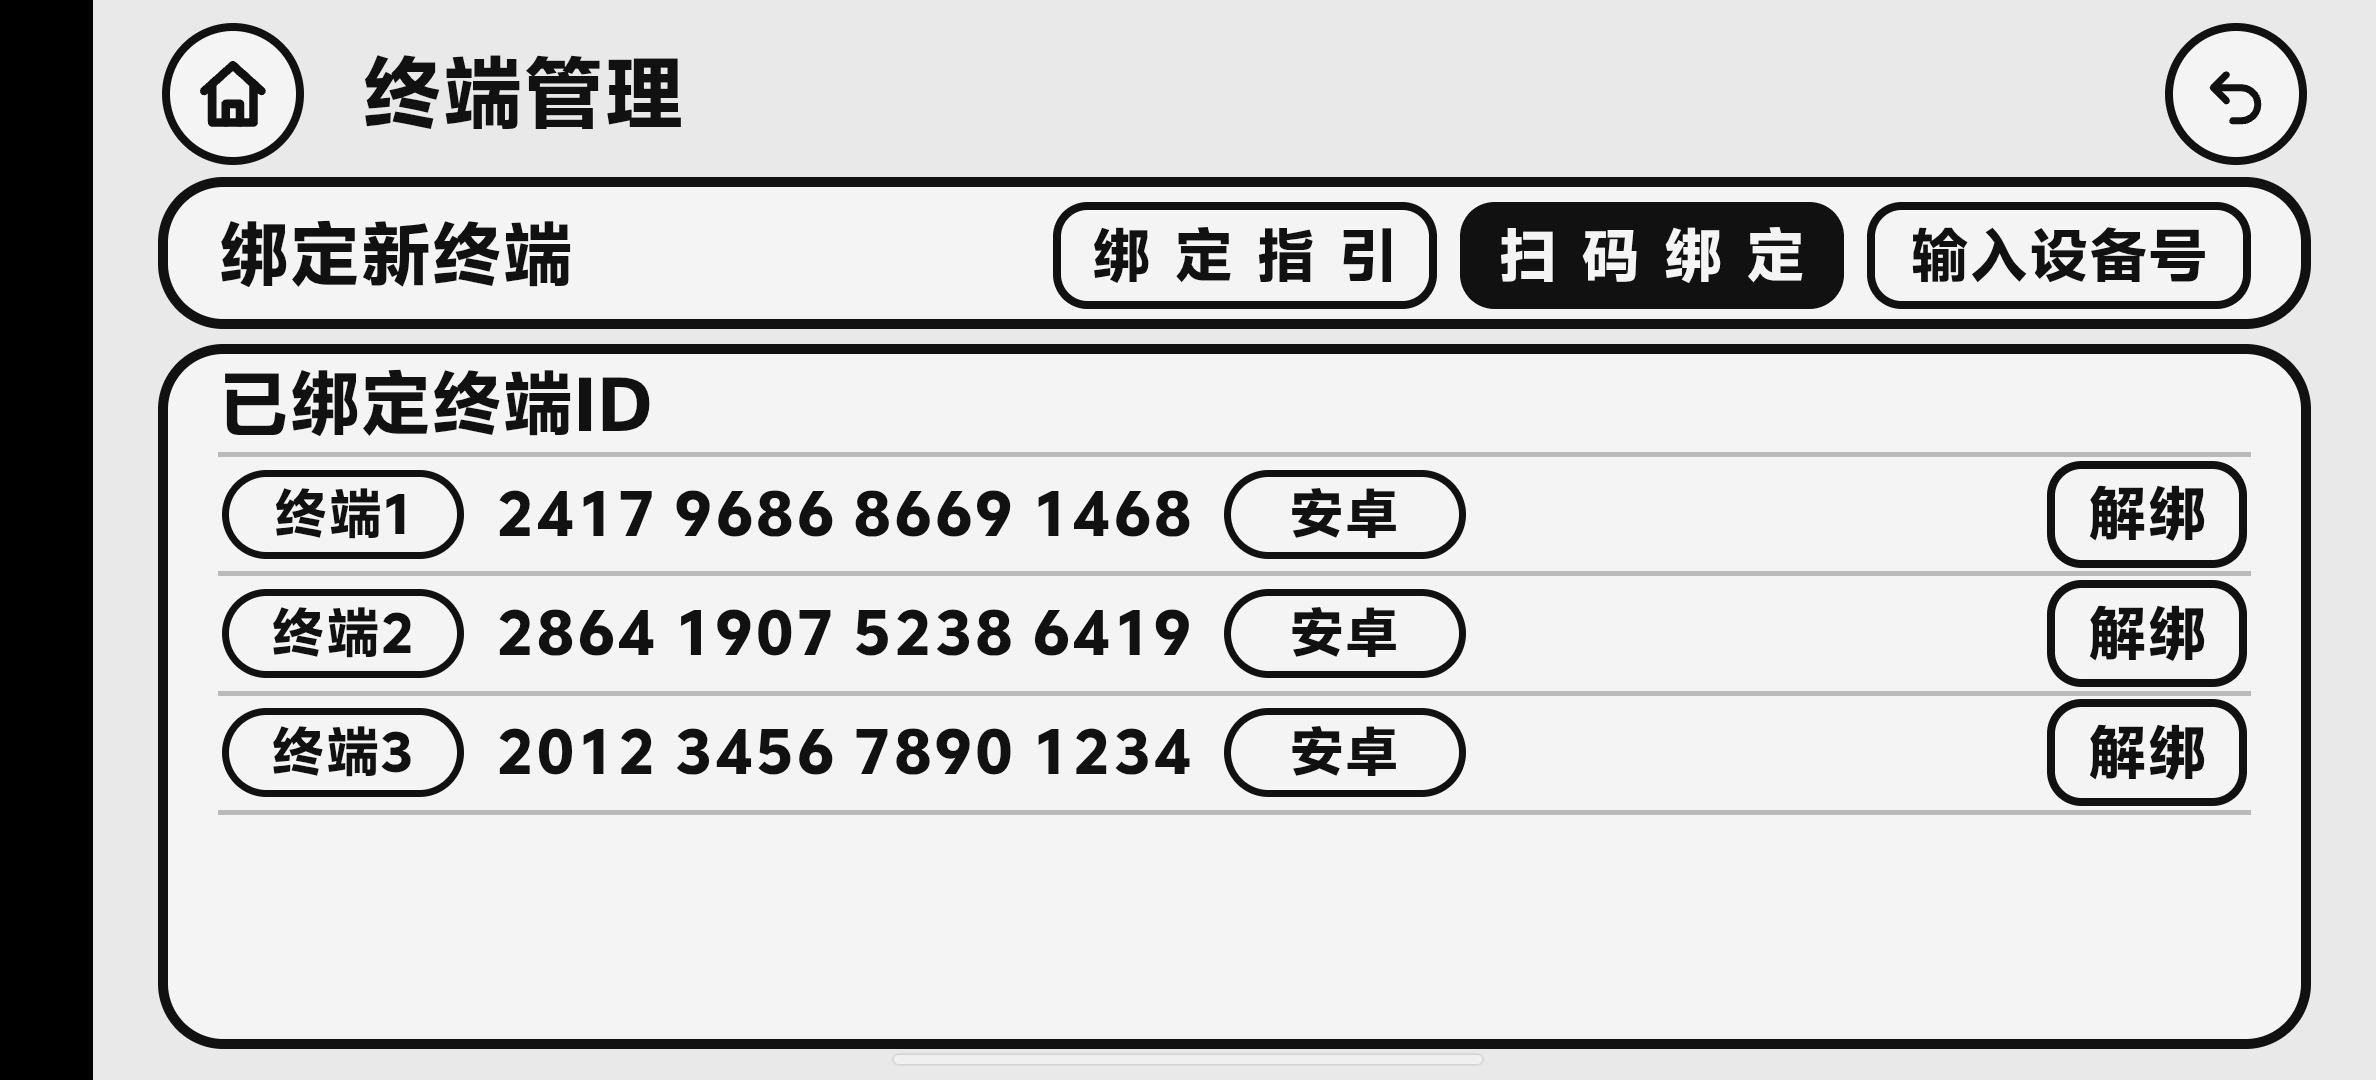 终端管理
绑定新终端 绑定指引 扫码绑定 输入设备号
已绑定终端ID
终端1 2417 9686 8669 1468 安卓 解绑
终端2 2864 1907 5238 6419 安卓 解绑
终端3 2012 3456 7890 1234 安卓 解绑